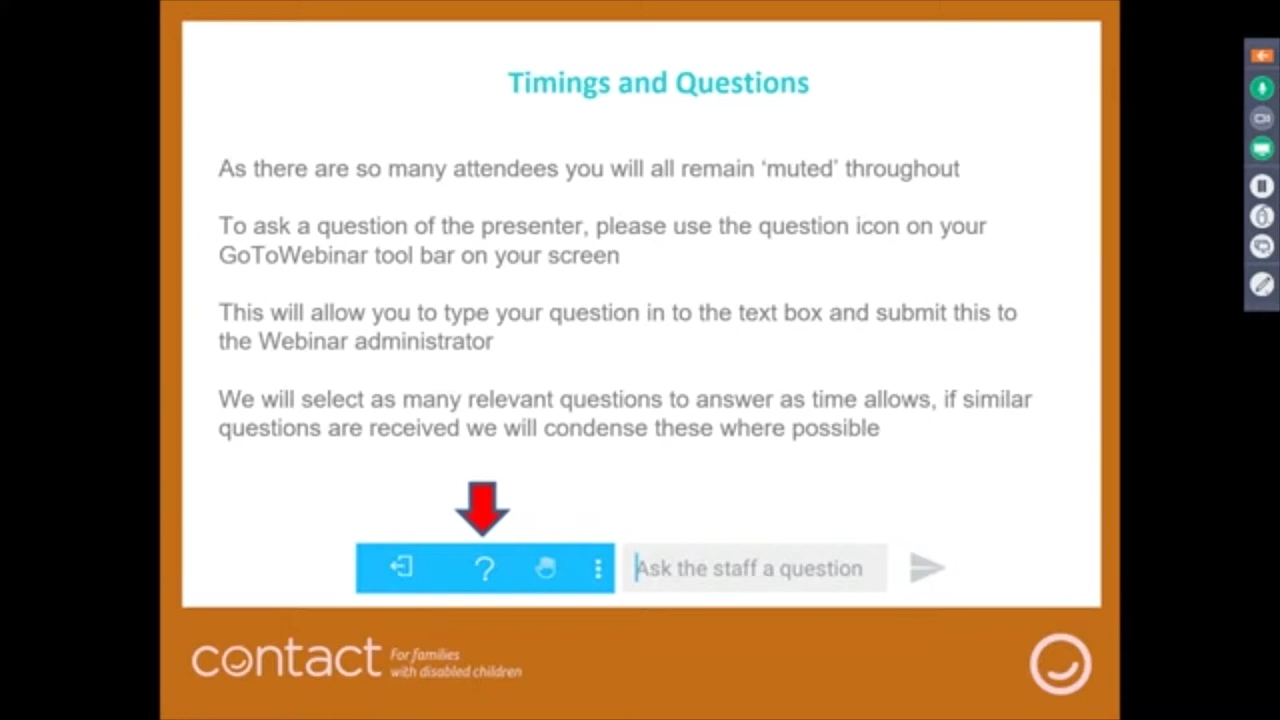 Timings and Questions
As there are so many attendees you will all remain ‘muted’ throughout
To ask a question of the presenter, please use the question icon on your
GoToWebinar tool bar on your screen
This will allow you to type your question in to the text box and submit this to
the Webinar administrator
We will select as many relevant questions to answer as time allows, if similar
questions are received we will condense these where possible
?
Ask the staff a question
contact
For families
with disabled children